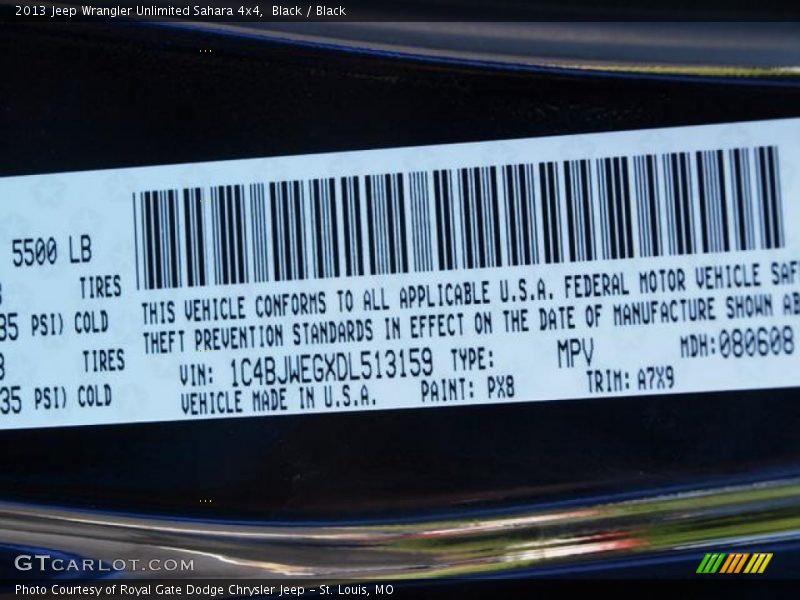 2013 Jeep Wrangler Unlimited Sahara 4x4, Black / Black
5500 LB
TIRES
35 PSI) COLD
TIRES
35 PSI) COLD
THIS VEHICLE CONFORMS TO ALL APPLICABLE U.S.A. FEDERAL MOTOR VEHICLE SAF
THEFT PREVENTION STANDARDS IN EFFECT ON THE DATE OF MANUFACTURE SHOWN AB
VIN: 1C4BJWEGXDL513159 TYPE: MPV MDH:080608
VEHICLE MADE IN U.S.A. PAINT: PX8 TRIM: A7X9
GTCARLOT.COM
Photo Courtesy of Royal Gate Dodge Chrysler Jeep - St. Louis, MO